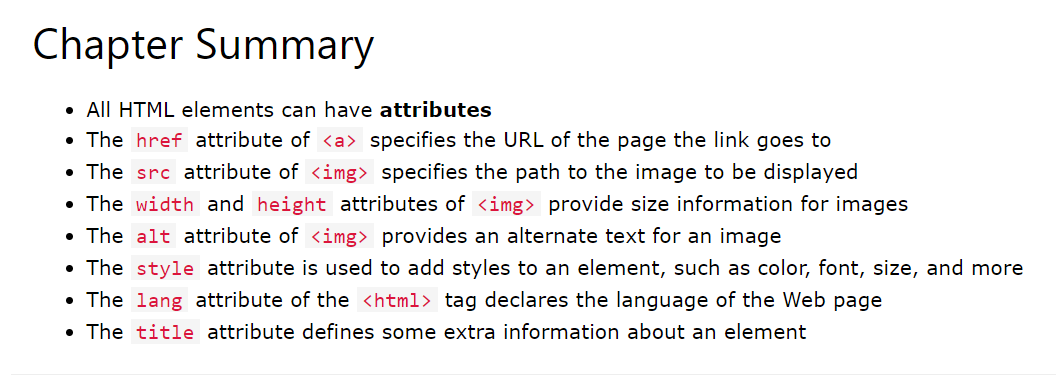 Chapter Summary
• All HTML elements can have attributes
• The href attribute of <a> specifies the URL of the page the link goes to
• The src attribute of <img> specifies the path to the image to be displayed
• The width and height attributes of <img> provide size information for images
• The alt attribute of <img> provides an alternate text for an image
• The style attribute is used to add styles to an element, such as color, font, size, and more
• The lang attribute of the <html> tag declares the language of the Web page
• The title attribute defines some extra information about an element